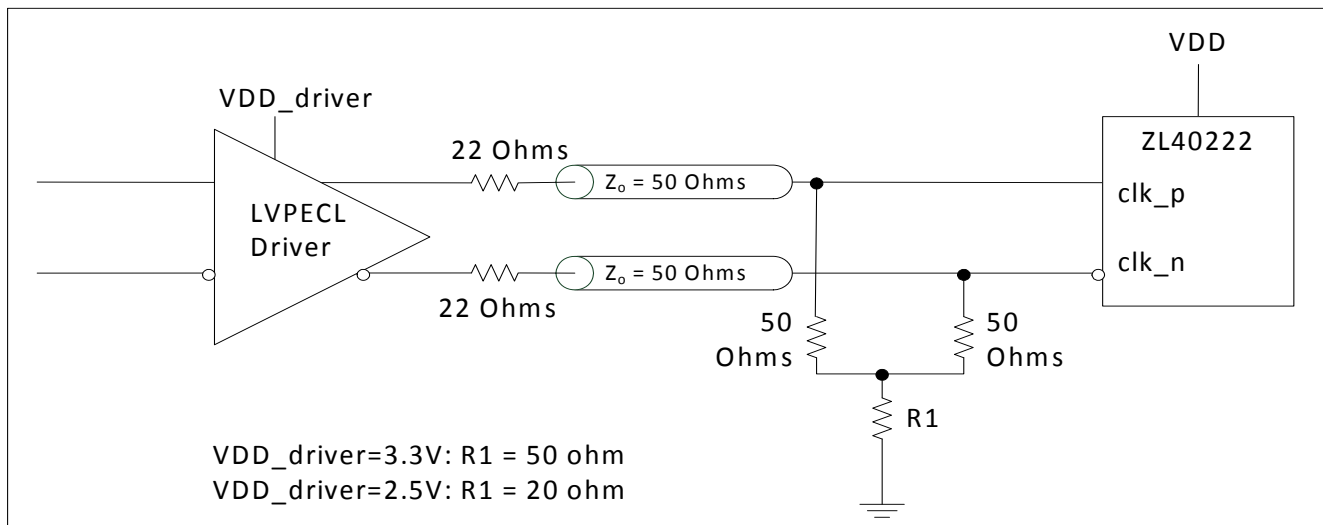 VDD
VDD_driver
ZL40222
22 Ohms
Zo = 50 Ohms
clk_p
LVPECL
Driver
clk_n
Zo = 50 Ohms
22 Ohms
50
Ohms
50
Ohms
R1
VDD_driver=3.3V: R1 = 50 ohm
VDD_driver=2.5V: R1 = 20 ohm